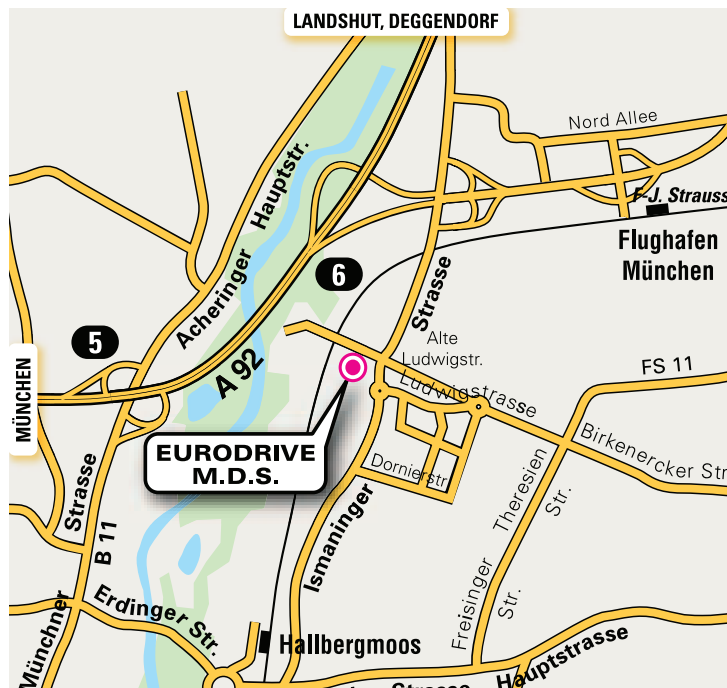 LANDSHUT, DEGGENDORF
Nord Allee
F-J. Strauss
Flughafen
München
Acheringer Hauptstr.
6
Strasse
5
A 92
Alte
Ludwigstr.
FS 11
MÜNCHEN
Ludwigstrasse
Birkenercker Str
EURODRIVE
M.D.S.
Dornierstr.
Strasse
B 11
Ismaninger
Theresien
Str.
Freisinger
Str.
Erdinger Str.
Münchner
Hallbergmoos
Hauptstrasse
Strasse